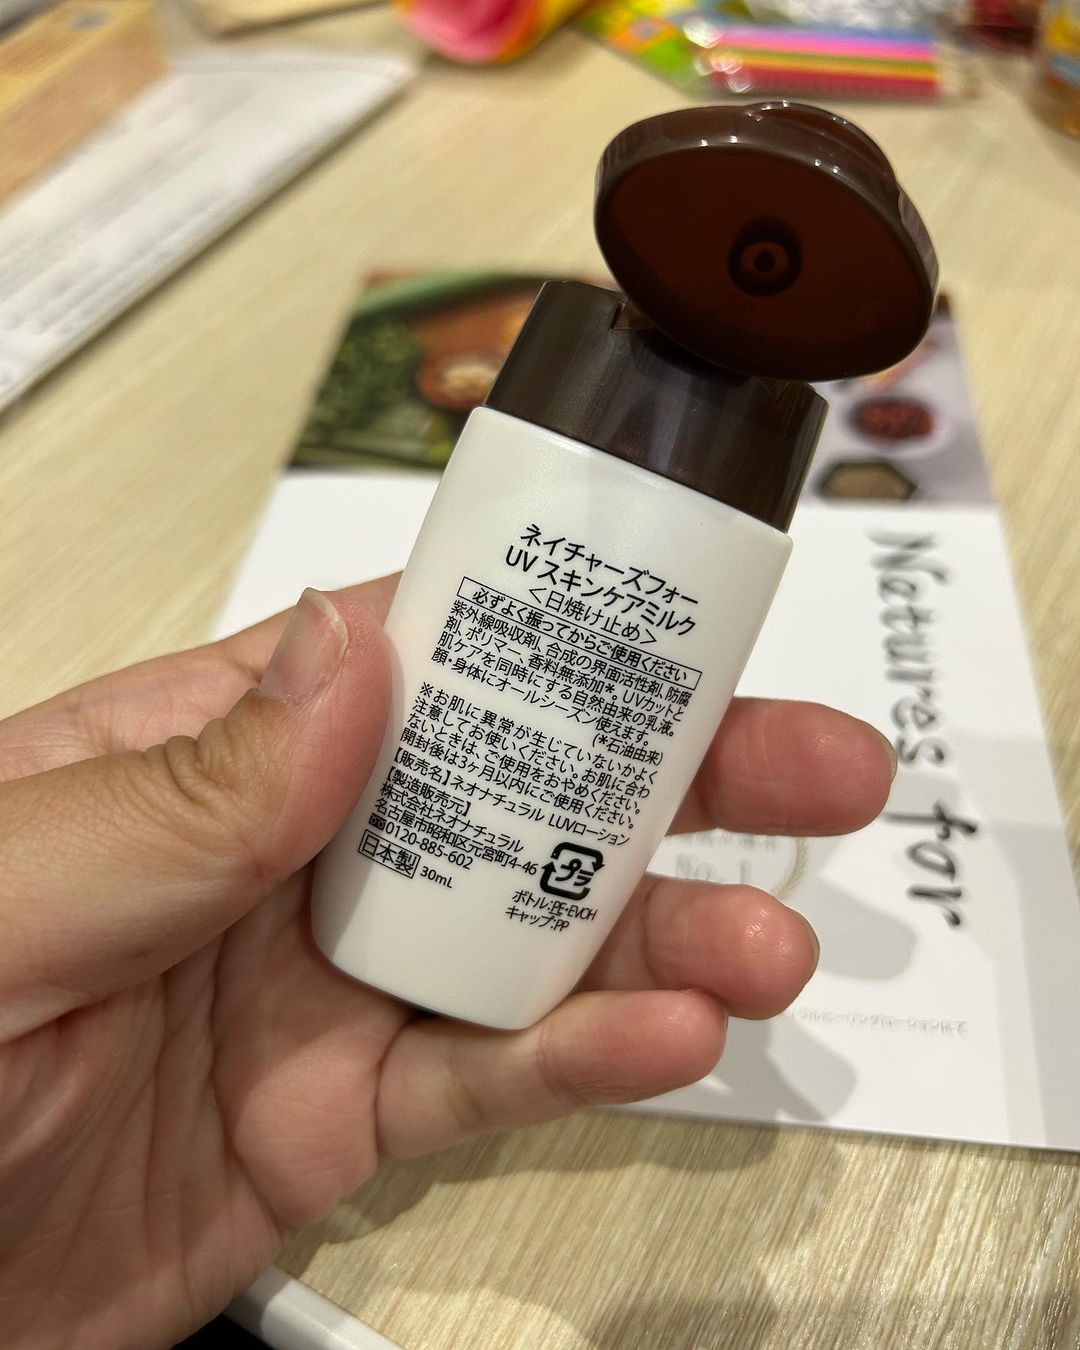 ネイチャーズフォー
UV スキンケアミルク
<日焼け止め>
必ずよく振ってからご使用ください
紫外線吸収剤、合成の界面活性剤、防腐
剤、ポリマー、香料無添加*。UVカットと
肌ケアを同時にする自然由来の乳液。
顔・身体にオールシーズン使えます。
(*石油由来)
※お肌に異常が生じていないかよく
注意してお使いください。お肌に合わ
ないときは、ご使用をおやめください。
開封後は3ヶ月以内にご使用ください。
【販売名】ネオナチュラル LUVローション
【製造販売元】
株式会社ネオナチュラル
名古屋市昭和区元宮町4-46
0120-885-602
日本製 30mL
プラ
ボトル:PE・EVOH
キャップ:PP
Natures for